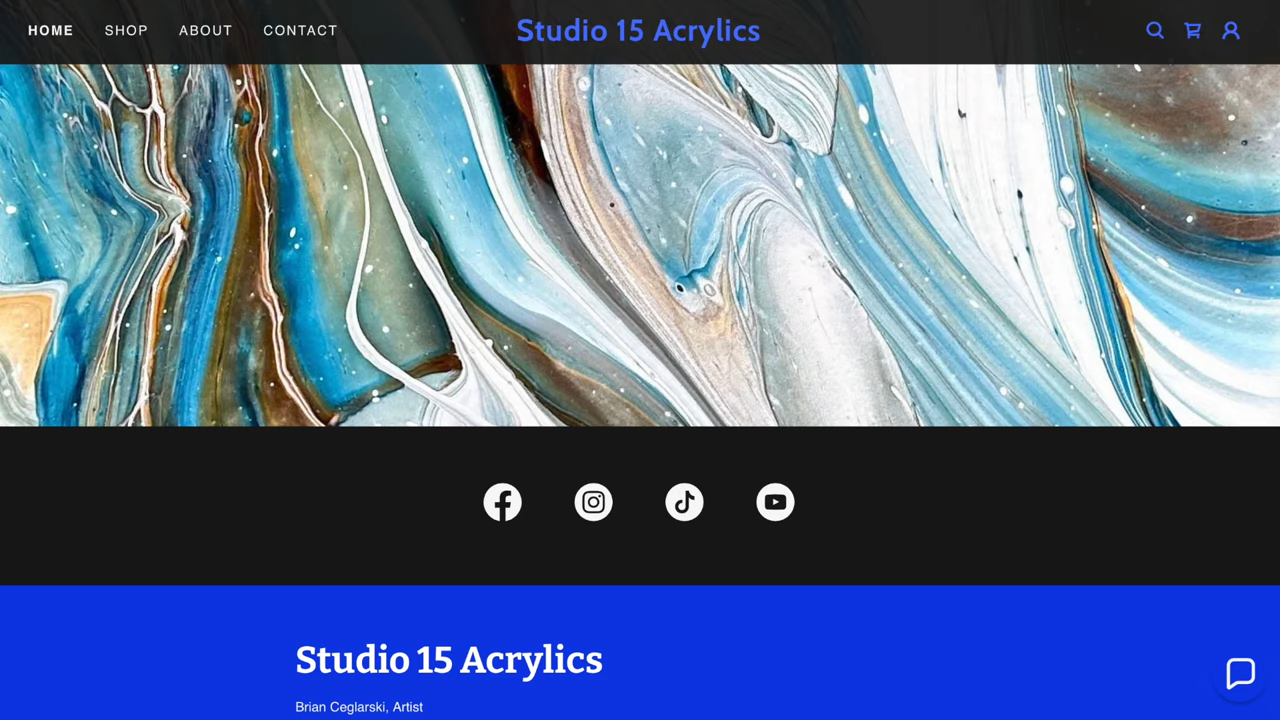 HOME SHOP ABOUT CONTACT Studio 15 Acrylics
Studio 15 Acrylics
Brian Ceglarski, Artist